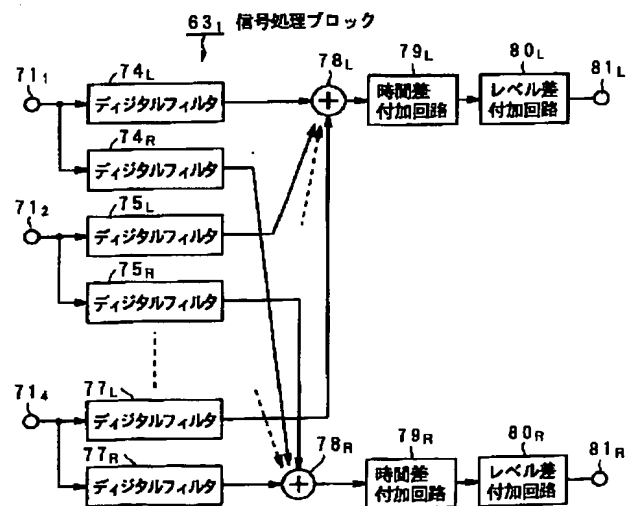 63₁ 信号処理ブロック
71₁
74L
ディジタルフィルタ
78L
+
79L
時間差
付加回路
80L
レベル差
付加回路
81L
74R
ディジタルフィルタ
71₂
75L
ディジタルフィルタ
75R
ディジタルフィルタ
71₄
77L
ディジタルフィルタ
77R
ディジタルフィルタ
78R
+
79R
時間差
付加回路
80R
レベル差
付加回路
81R